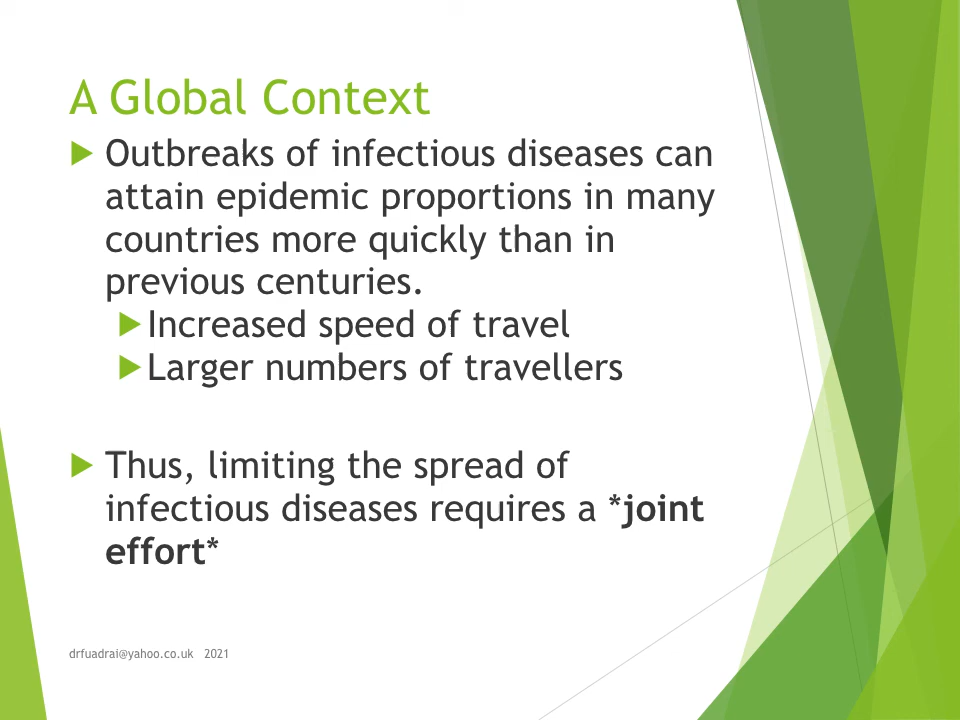 A Global Context
Outbreaks of infectious diseases can
attain epidemic proportions in many
countries more quickly than in
previous centuries.
Increased speed of travel
Larger numbers of travellers
Thus, limiting the spread of
infectious diseases requires a *joint
effort*
drfuadrai@yahoo.co.uk 2021